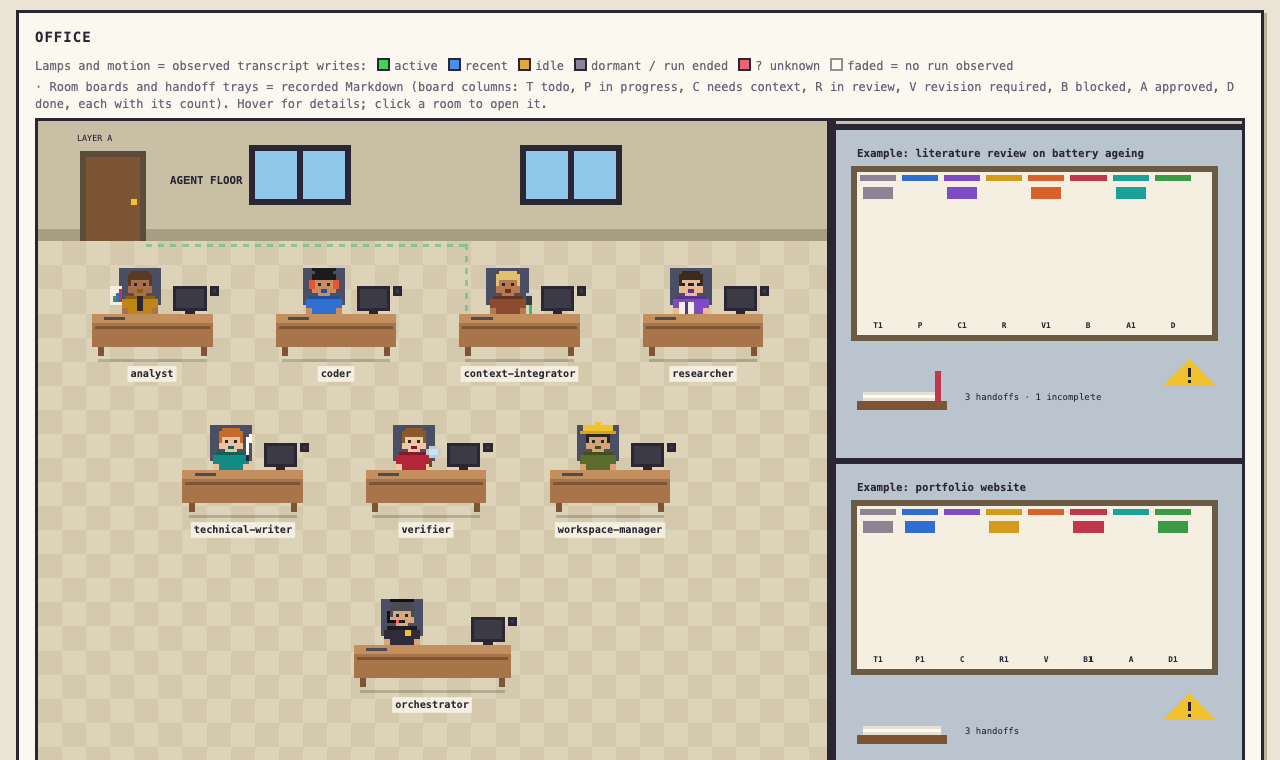 OFFICE
Lamps and motion = observed transcript writes: active recent idle dormant / run ended ? unknown faded = no run observed
· Room boards and handoff trays = recorded Markdown (board columns: T todo, P in progress, C needs context, R in review, V revision required, B blocked, A approved, D
done, each with its count). Hover for details; click a room to open it.
LAYER A
AGENT FLOOR
analyst
coder
context-integrator
researcher
technical-writer
verifier
workspace-manager
orchestrator
Example: literature review on battery ageing
T1 P C1 R V1 B A1 D
3 handoffs · 1 incomplete
Example: portfolio website
T1 P1 C R1 V B1 A D1
3 handoffs